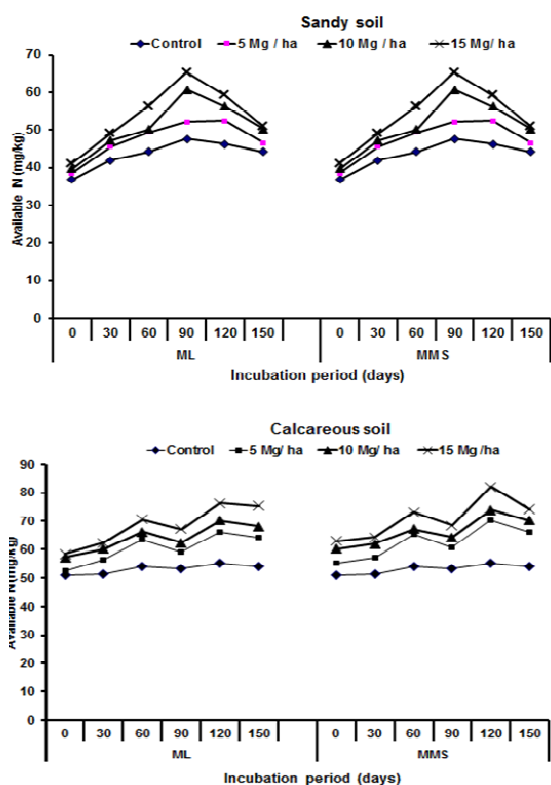 Sandy soil
Control 5 Mg / ha 10 Mg / ha 15 Mg/ ha
70
60
50
40
30
20
10
0
Available N (mg/kg)
0 30 60 90 120 150 0 30 60 90 120 150
ML MMS
Incubation period (days)
Calcareous soil
Control 5 Mg/ ha 10 Mg/ ha 15 Mg /ha
90
80
70
60
50
40
30
20
10
0
Available N(mg/kg)
0 30 60 90 120 150 0 30 60 90 120 150
ML MMS
Incubation period (days)